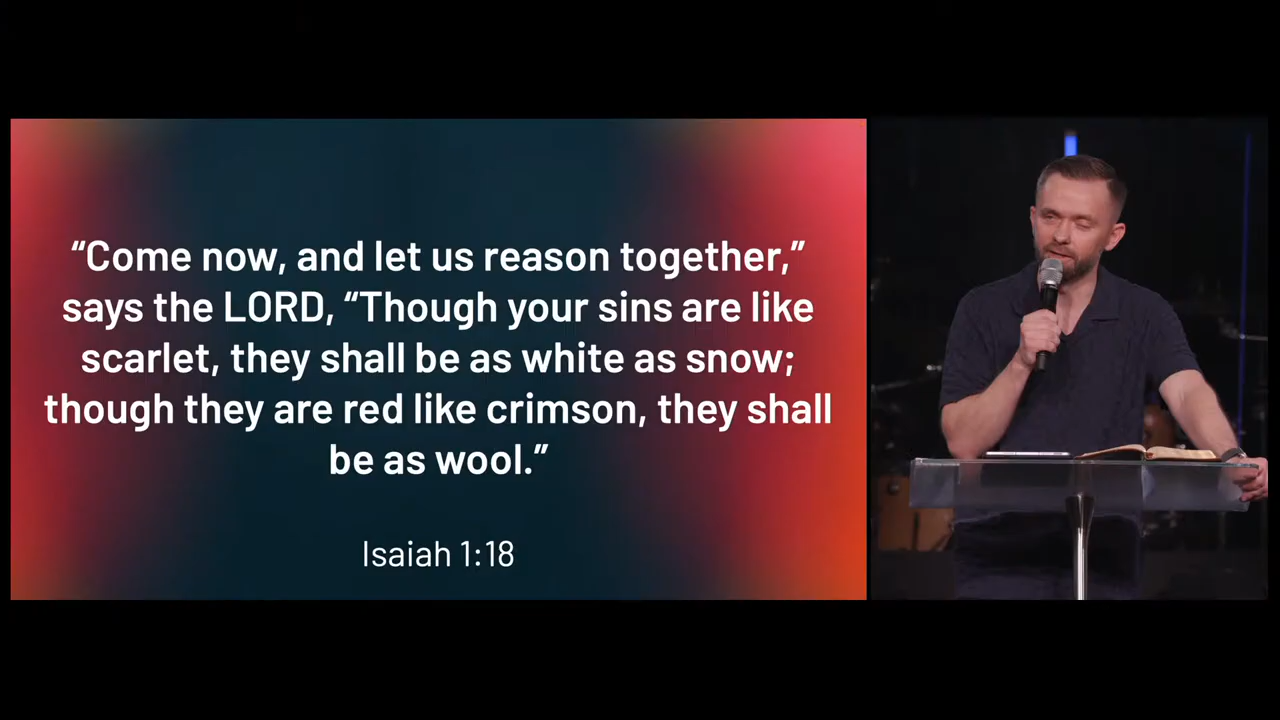 “Come now, and let us reason together,”
says the LORD, “Though your sins are like
scarlet, they shall be as white as snow;
though they are red like crimson, they shall
be as wool.”
Isaiah 1:18